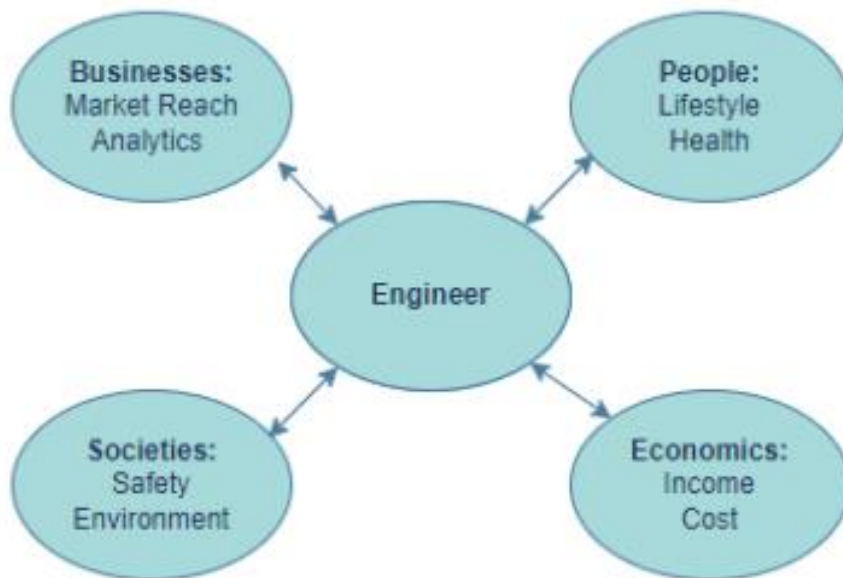 Businesses:
Market Reach
Analytics
People:
Lifestyle
Health
Engineer
Societies:
Safety
Environment
Economics:
Income
Cost